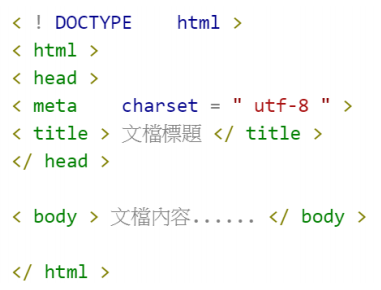 < ! DOCTYPE    html >
< html >
< head >
< meta    charset = " utf-8 " >
< title > 文檔標題 </ title >
</ head >
< body > 文檔內容...... </ body >
</ html >